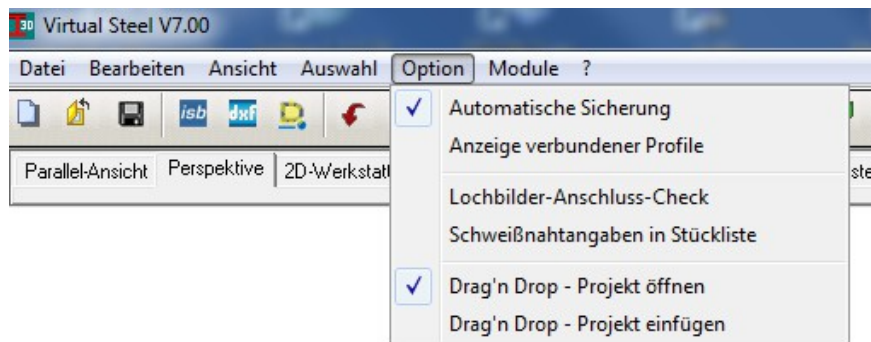 I 3D Virtual Steel V7.00
Datei Bearbeiten Ansicht Auswahl Option Module ?
isb dxf
Automatische Sicherung
Anzeige verbundener Profile
Parallel-Ansicht Perspektive 2D-Werkstatt
Lochbilder-Anschluss-Check
Schweißnahtangaben in Stückliste
Drag'n Drop - Projekt öffnen
Drag'n Drop - Projekt einfügen